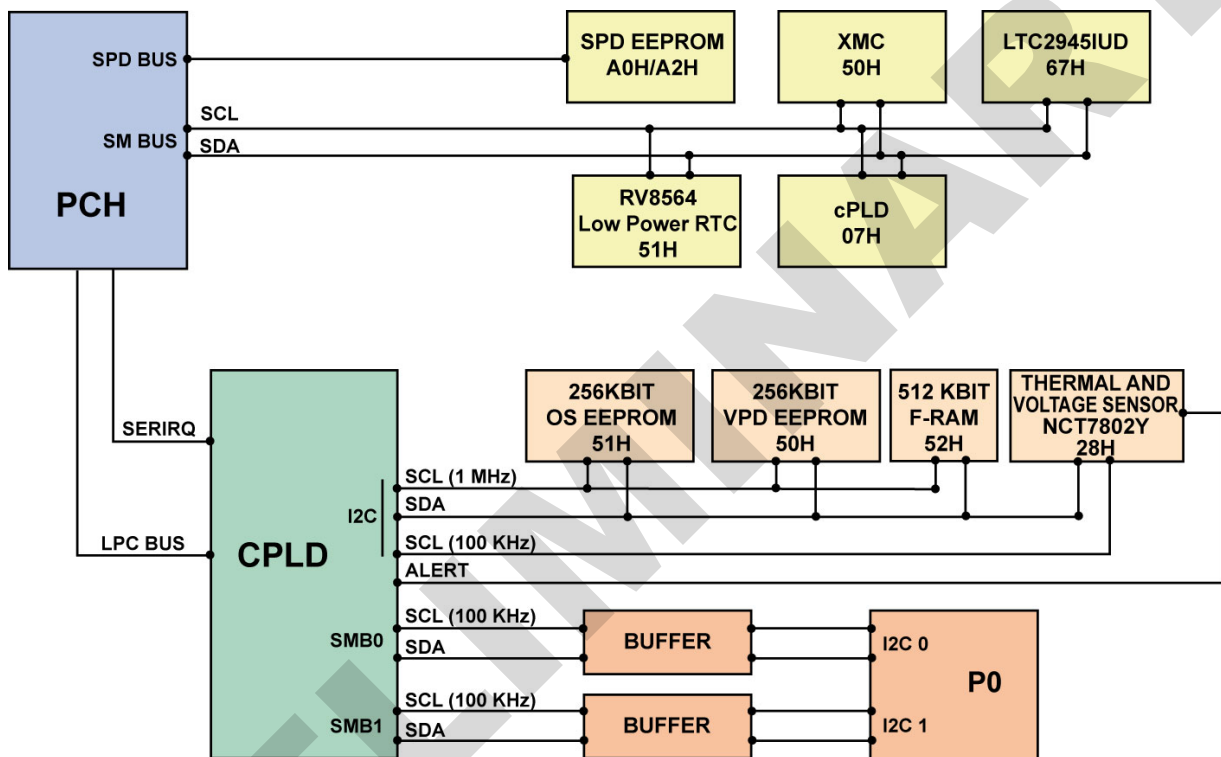 SPD BUS
SPD EEPROM
A0H/A2H
XMC
50H
LTC2945IUD
67H
SCL
SM BUS
SDA
PCH
RV8564
Low Power RTC
51H
cPLD
07H
SERIRQ
LPC BUS
CPLD
256KBIT
OS EEPROM
51H
256KBIT
VPD EEPROM
50H
512 KBIT
F-RAM
52H
THERMAL AND
VOLTAGE SENSOR
NCT7802Y
28H
I2C
SCL (1 MHz)
SDA
SCL (100 KHz)
ALERT
SMB0
SCL (100 KHz)
SDA
BUFFER
I2C 0
P0
SMB1
SCL (100 KHz)
SDA
BUFFER
I2C 1